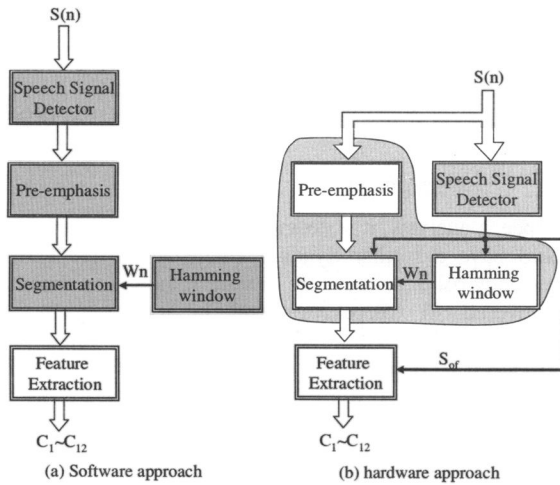 S(n)
Speech Signal
Detector
Pre-emphasis
Segmentation
Wn
Hamming
window
Feature
Extraction
C1~C12
(a) Software approach
S(n)
Pre-emphasis
Speech Signal
Detector
Segmentation
Wn
Hamming
window
Feature
Extraction
Sof
C1~C12
(b) hardware approach